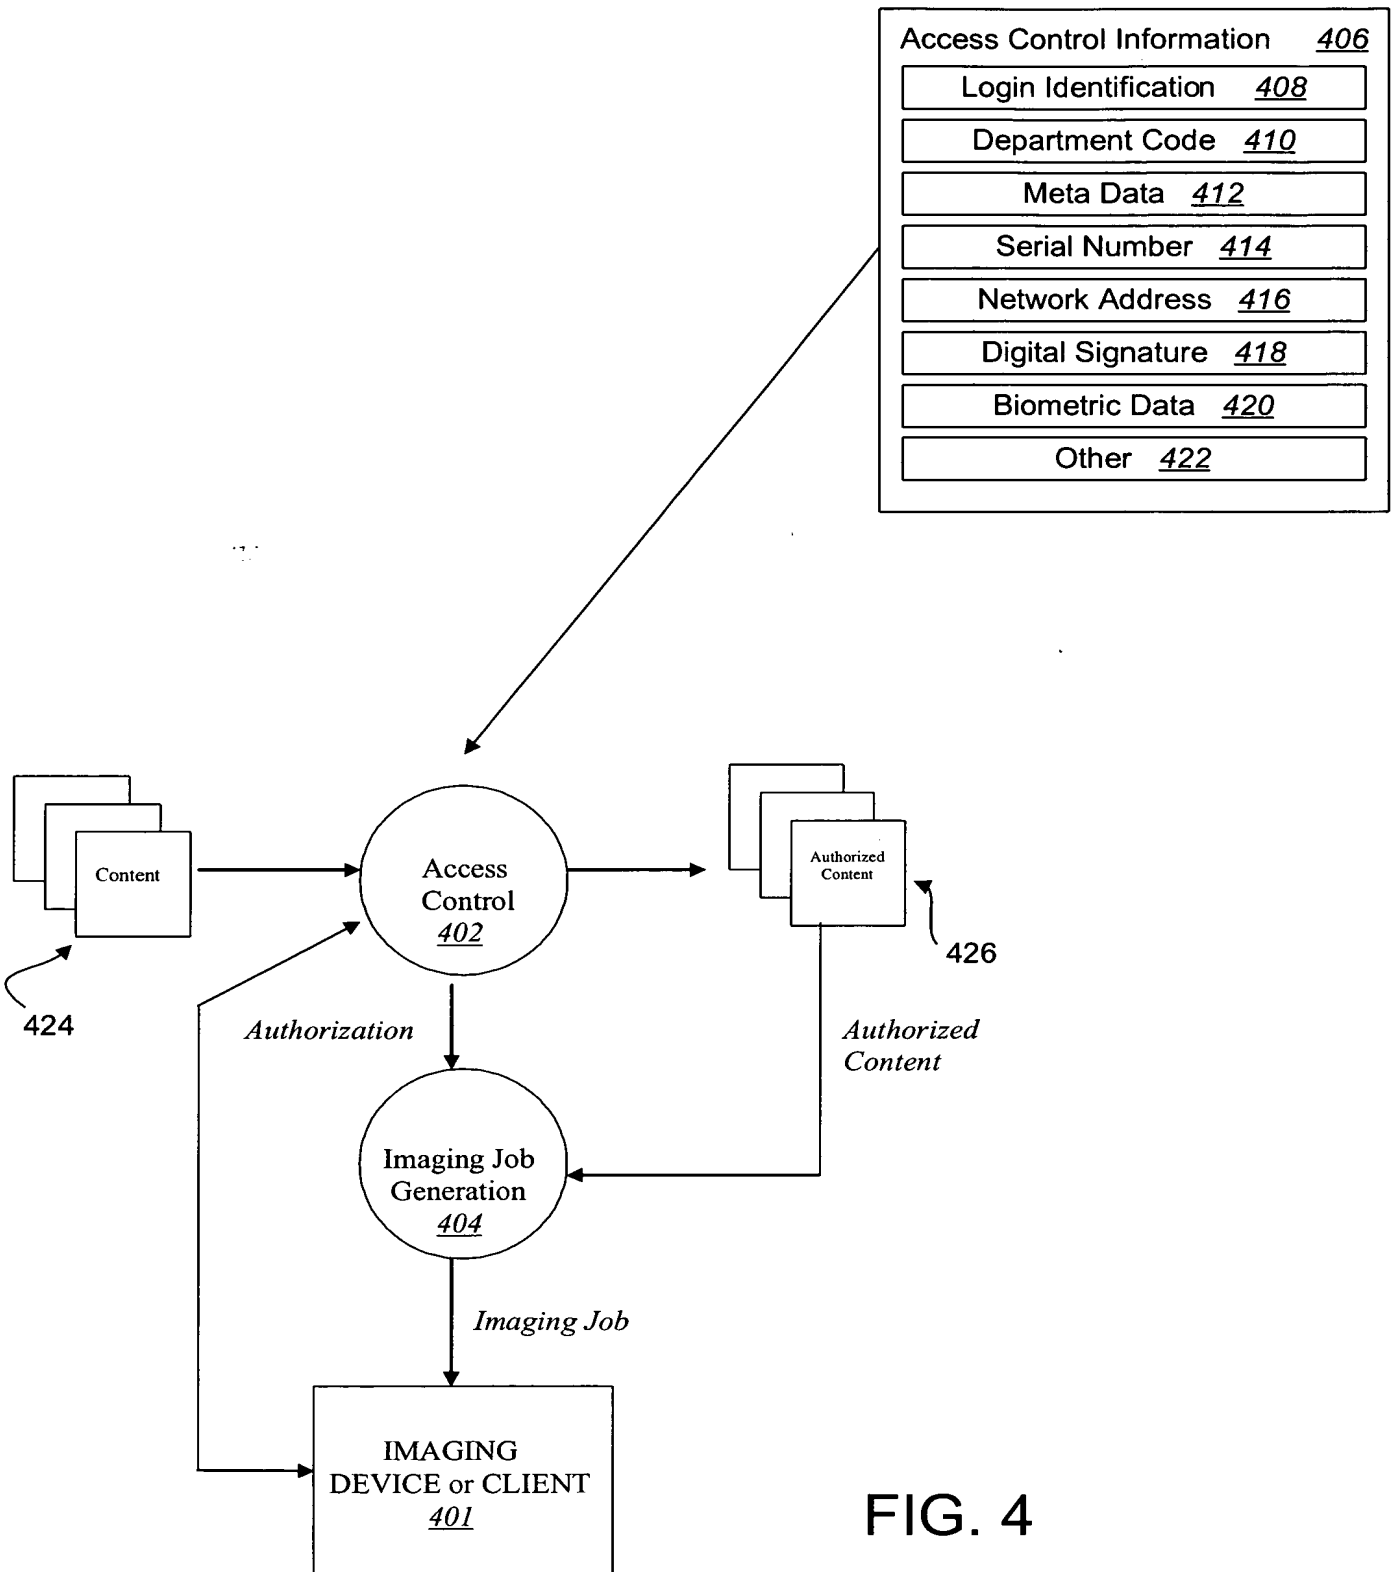 Access Control Information 406
Login Identification 408
Department Code 410
Meta Data 412
Serial Number 414
Network Address 416
Digital Signature 418
Biometric Data 420
Other 422
Content
424
Access
Control
402
Authorized
Content
426
Authorization
Authorized
Content
Imaging Job
Generation
404
Imaging Job
IMAGING
DEVICE or CLIENT
401
FIG. 4